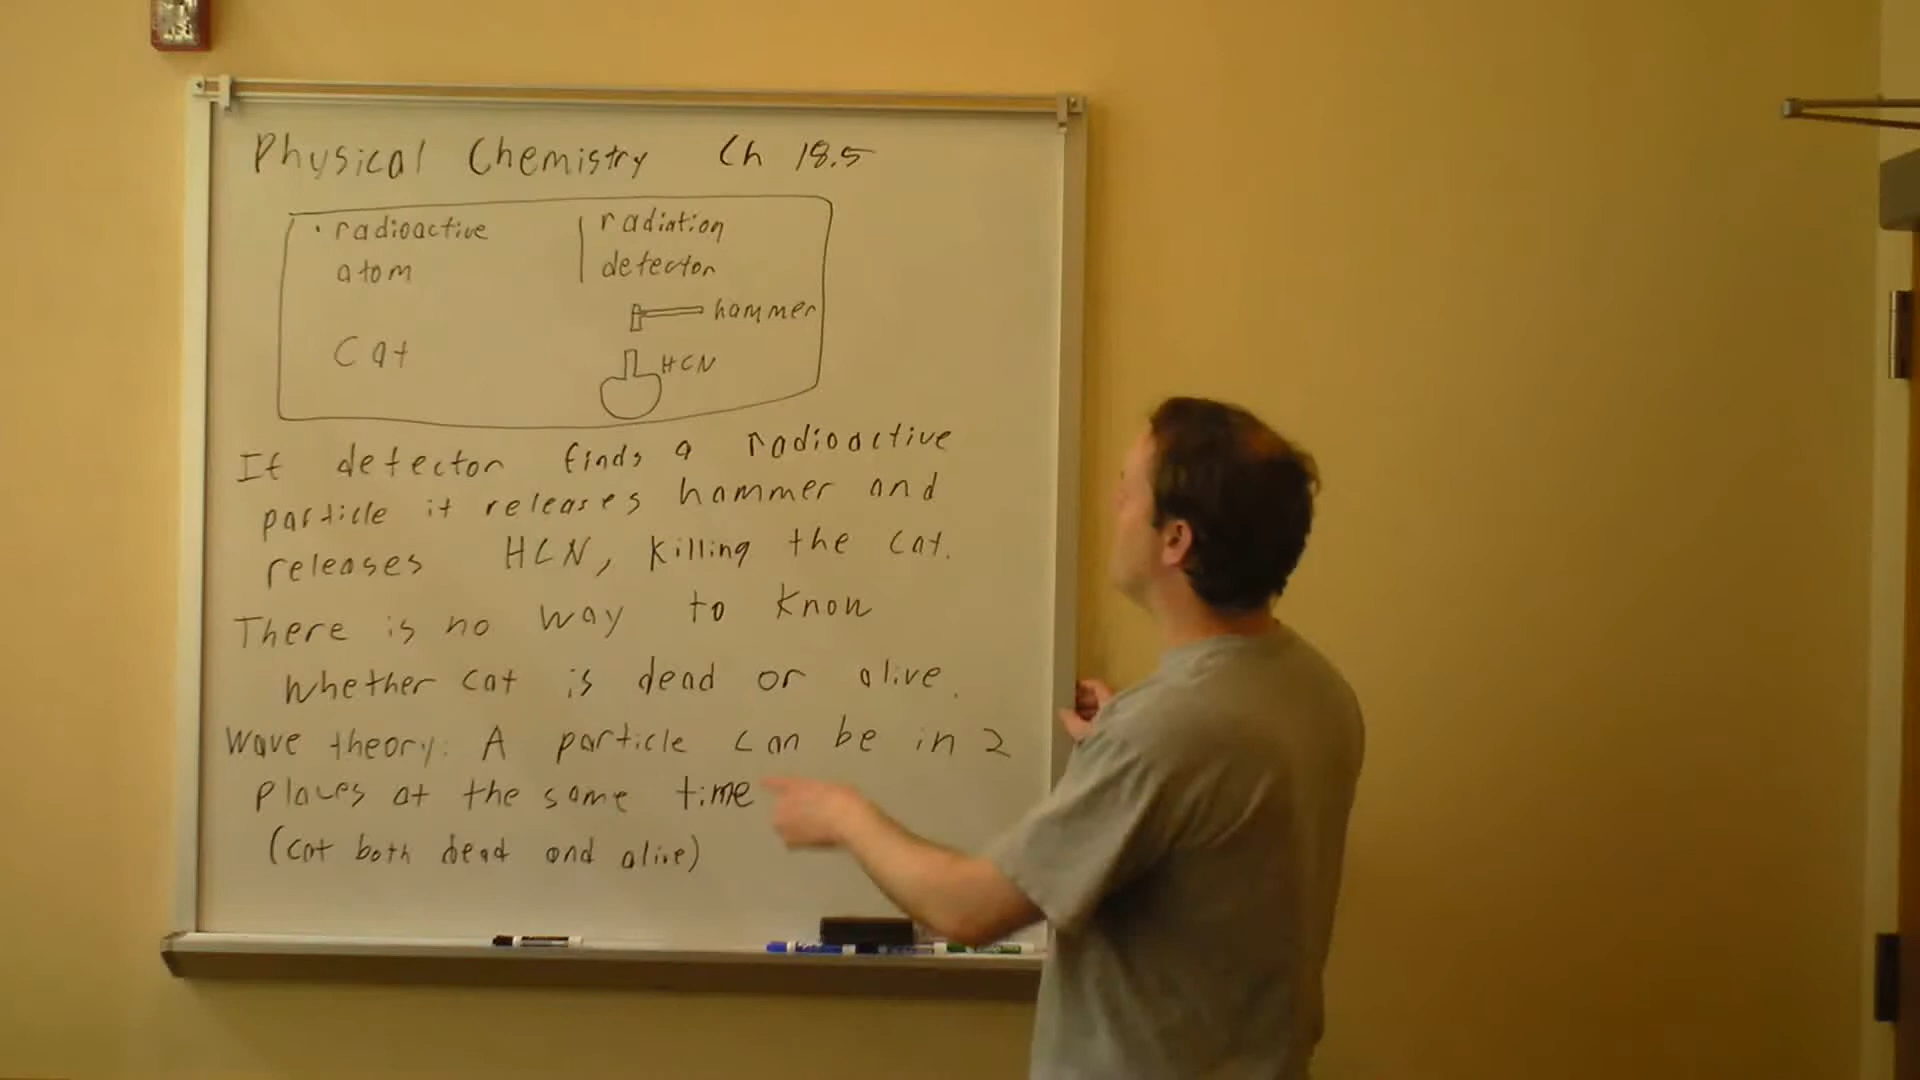 Physical Chemistry Ch 18.5
radioactive
atom
radiation
detector
hammer
Cat
HCN
If detector finds a radioactive
particle it releases hammer and
releases HCN, killing the cat.
There is no way to know
whether cat is dead or alive.
Wave theory: A particle can be in 2
places at the same time
(cat both dead and alive)